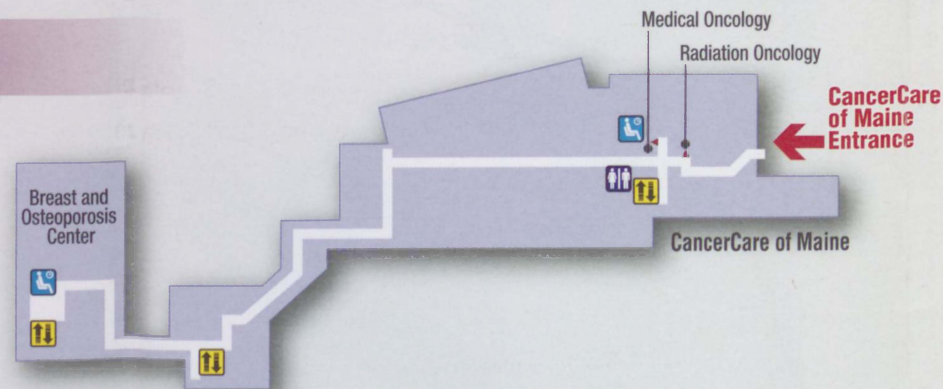 Medical Oncology
Radiation Oncology
CancerCare
of Maine
Entrance
Breast and
Osteoporosis
Center
CancerCare of Maine